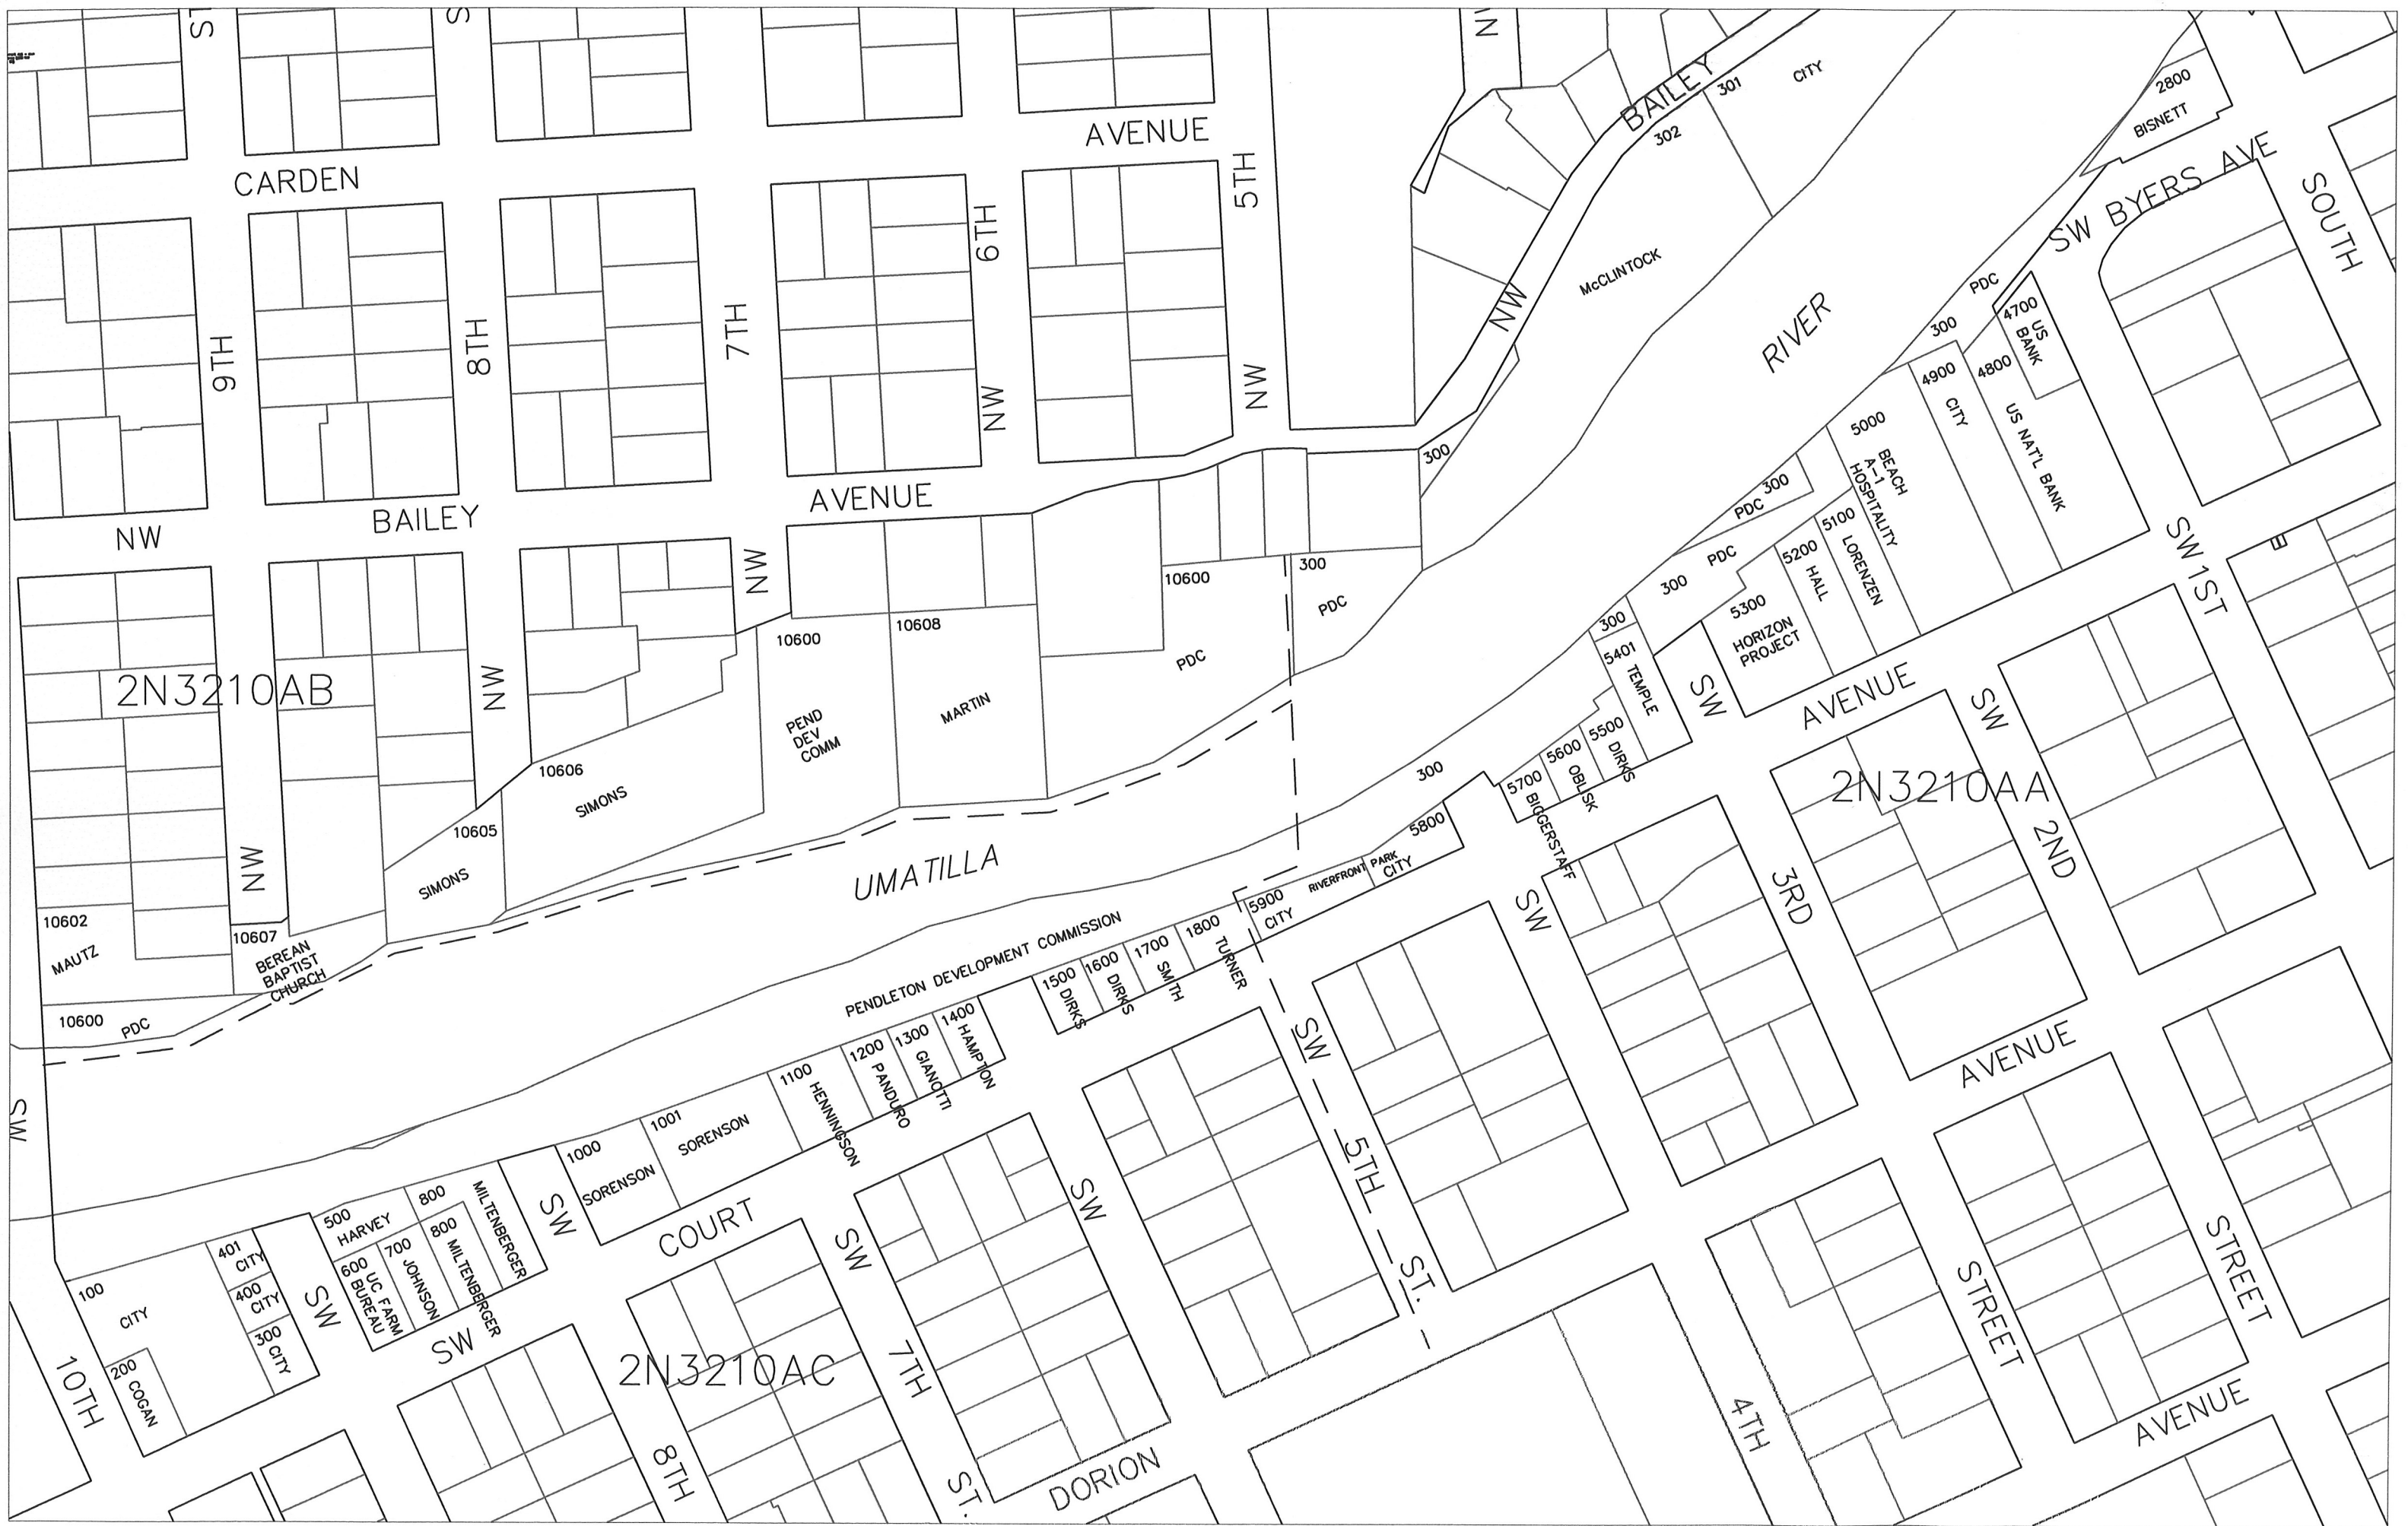 ST
S
NW
CARDEN
AVENUE
BAILEY
301
CITY
302
2800
BISNETT
SW BYERS AVE
SOUTH
9TH
8TH
7TH
6TH
NW
5TH
NW
NW
McCLINTOCK
RIVER
PDC
300
4700
US
BANK
4800
US NAT'L BANK
4900
CITY
5000
BEACH
A-1
HOSPITALITY
300
PDC
5100
LORENZEN
5200
HALL
PDC
300
5300
HORIZON
PROJECT
300
5401
TEMPLE
SW
AVENUE
SW 1ST
E
NW
BAILEY
AVENUE
300
NW
NW
2N3210AB
NW
10600
PEND
DEV
COMM
10608
MARTIN
10600
PDC
300
PDC
10606
SIMONS
10605
SIMONS
UMATILLA
300
5500
DIRKS
5600
OBLISK
5700
BIGGERSTAFF
5800
RIVERFRONT PARK
CITY
5900
CITY
2N3210AA
SW
2ND
3RD
SW
10602
MAUTZ
10607
BEREAN
BAPTIST
CHURCH
10600
PDC
PENDLETON DEVELOPMENT COMMISSION
1500
DIRKS
1600
DIRKS
1700
SMITH
1800
TURNER
1400
HAMPTON
1300
GIANOTTI
1200
PANDURO
1100
HENNINGSON
1001
SORENSON
1000
SORENSON
SW
SW
5TH
ST.
AVENUE
SW
COURT
SW
SW
800
MILTENBERGER
800
MILTENBERGER
700
JOHNSON
600
UC FARM
BUREAU
500
HARVEY
SW
401
CITY
400
CITY
300 CITY
100
CITY
200 COGAN
10TH
SW
2N3210AC
8TH
7TH
ST.
DORION
4TH
STREET
STREET
AVENUE